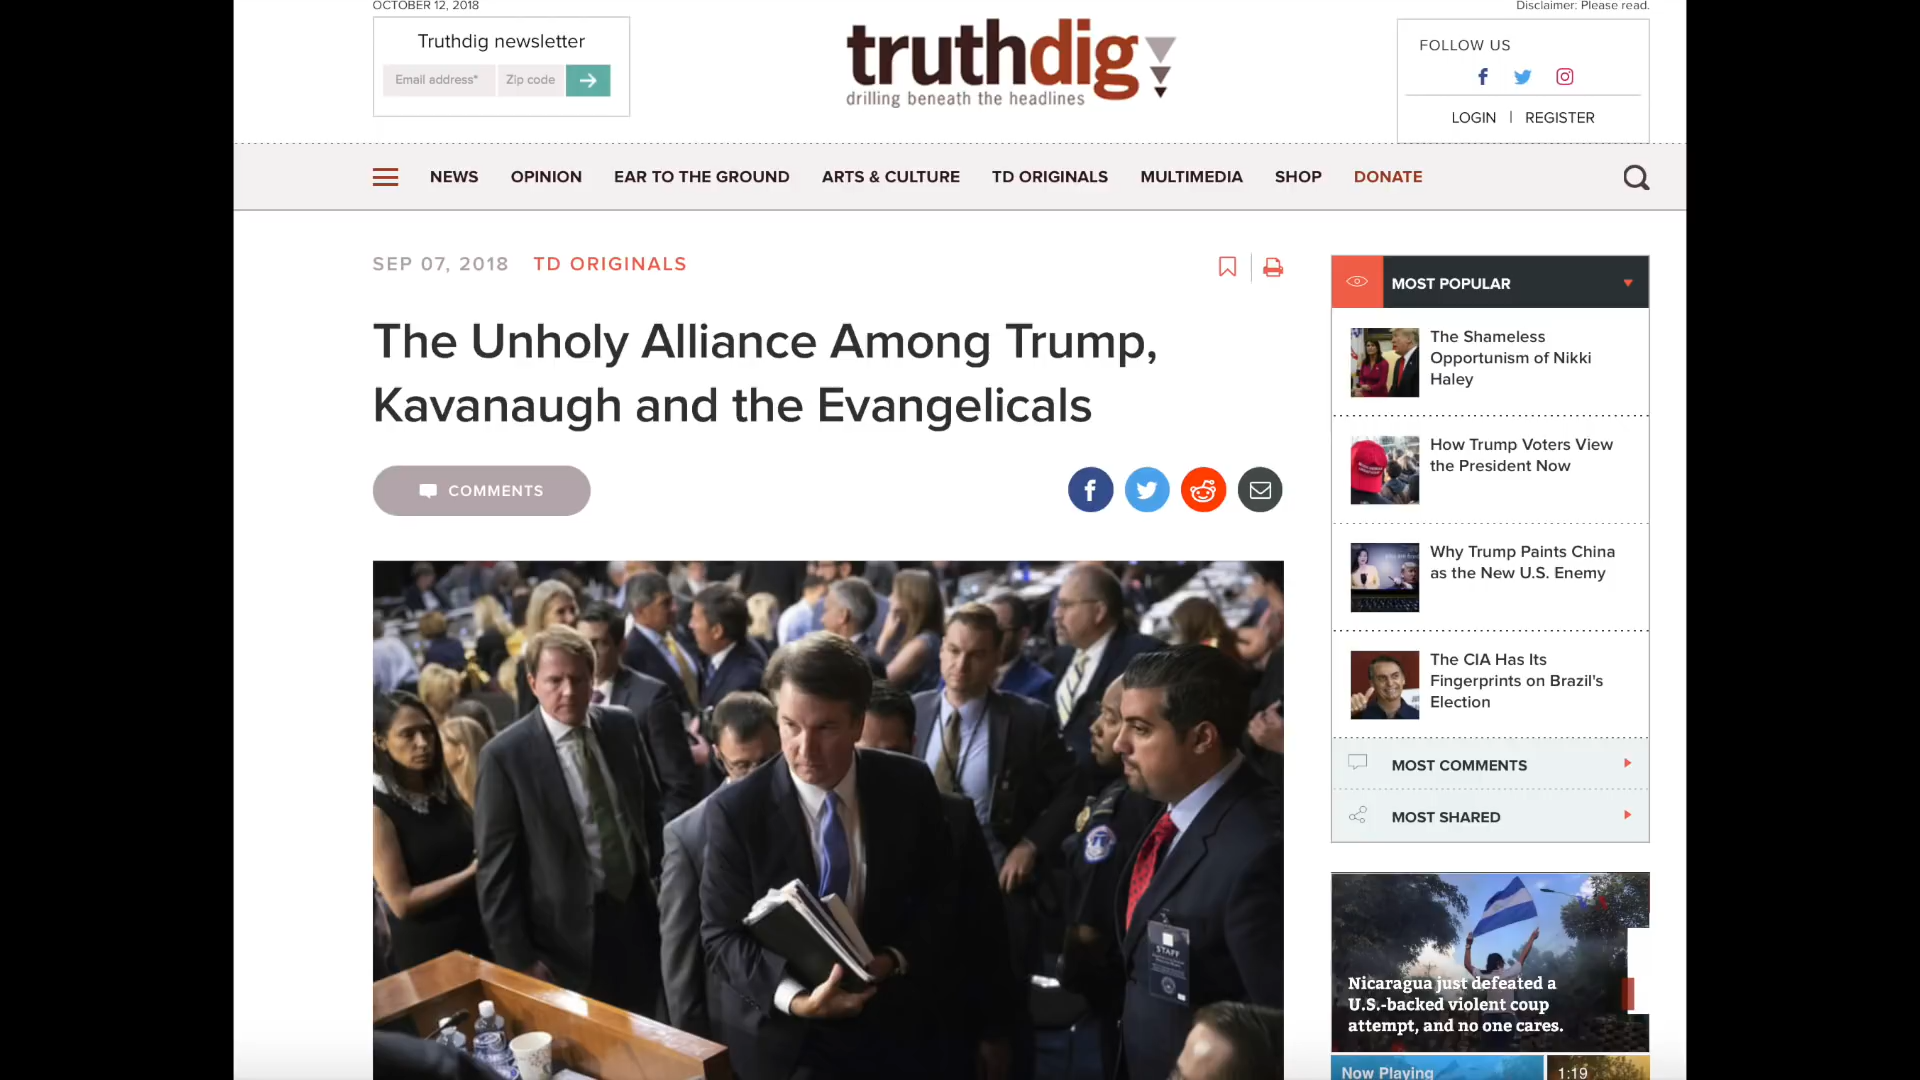 OCTOBER 12, 2018
Disclaimer: Please read.
Truthdig newsletter
Email address*
Zip code
truthdig
drilling beneath the headlines
FOLLOW US
LOGIN | REGISTER
NEWS
OPINION
EAR TO THE GROUND
ARTS & CULTURE
TD ORIGINALS
MULTIMEDIA
SHOP
DONATE
SEP 07, 2018
TD ORIGINALS
The Unholy Alliance Among Trump,
Kavanaugh and the Evangelicals
COMMENTS
STAFF
MOST POPULAR
The Shameless
Opportunism of Nikki
Haley
How Trump Voters View
the President Now
Why Trump Paints China
as the New U.S. Enemy
The CIA Has Its
Fingerprints on Brazil's
Election
MOST COMMENTS
MOST SHARED
Nicaragua just defeated a
U.S.-backed violent coup
attempt, and no one cares.
Now Playing
1:19